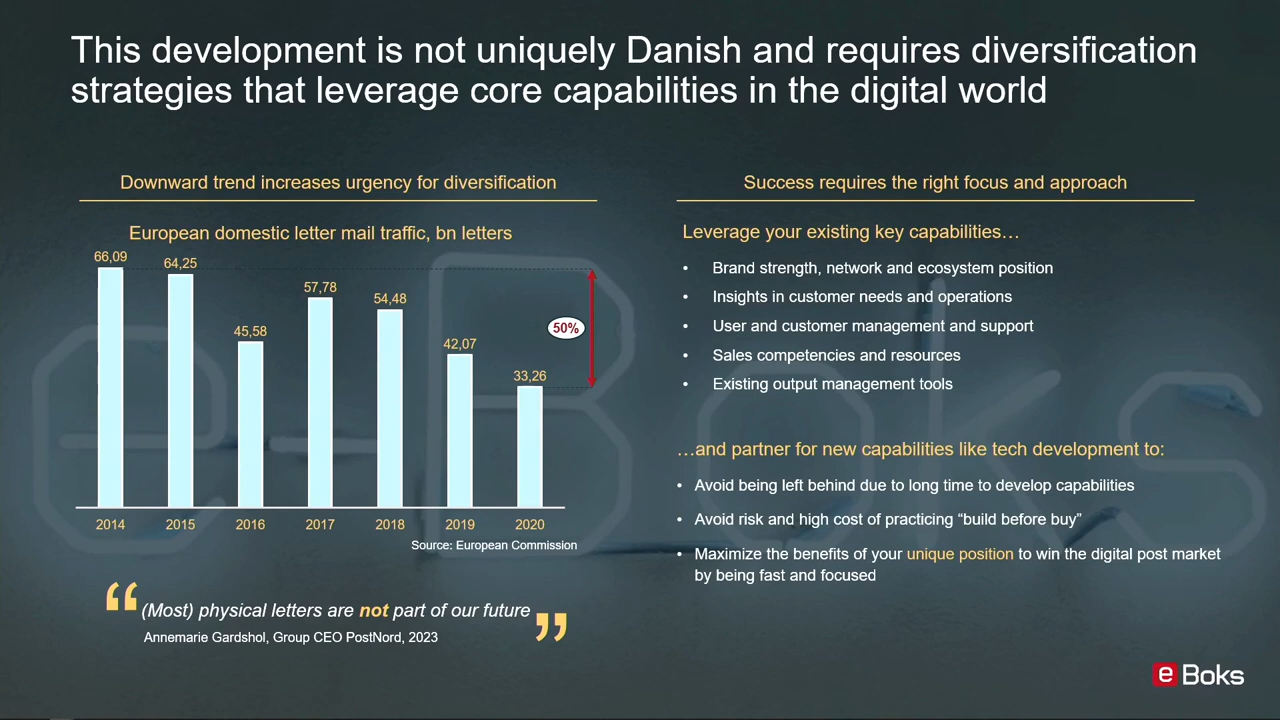 This development is not uniquely Danish and requires diversification
strategies that leverage core capabilities in the digital world
Downward trend increases urgency for diversification
European domestic letter mail traffic, bn letters
66,09
64,25
45,58
57,78
54,48
42,07
33,26
50%
2014
2015
2016
2017
2018
2019
2020
Source: European Commission
“(Most) physical letters are not part of our future”
Annemarie Gardshol, Group CEO PostNord, 2023
Success requires the right focus and approach
Leverage your existing key capabilities…
• Brand strength, network and ecosystem position
• Insights in customer needs and operations
• User and customer management and support
• Sales competencies and resources
• Existing output management tools
…and partner for new capabilities like tech development to:
• Avoid being left behind due to long time to develop capabilities
• Avoid risk and high cost of practicing “build before buy”
• Maximize the benefits of your unique position to win the digital post market
by being fast and focused
e Boks
e-Boks